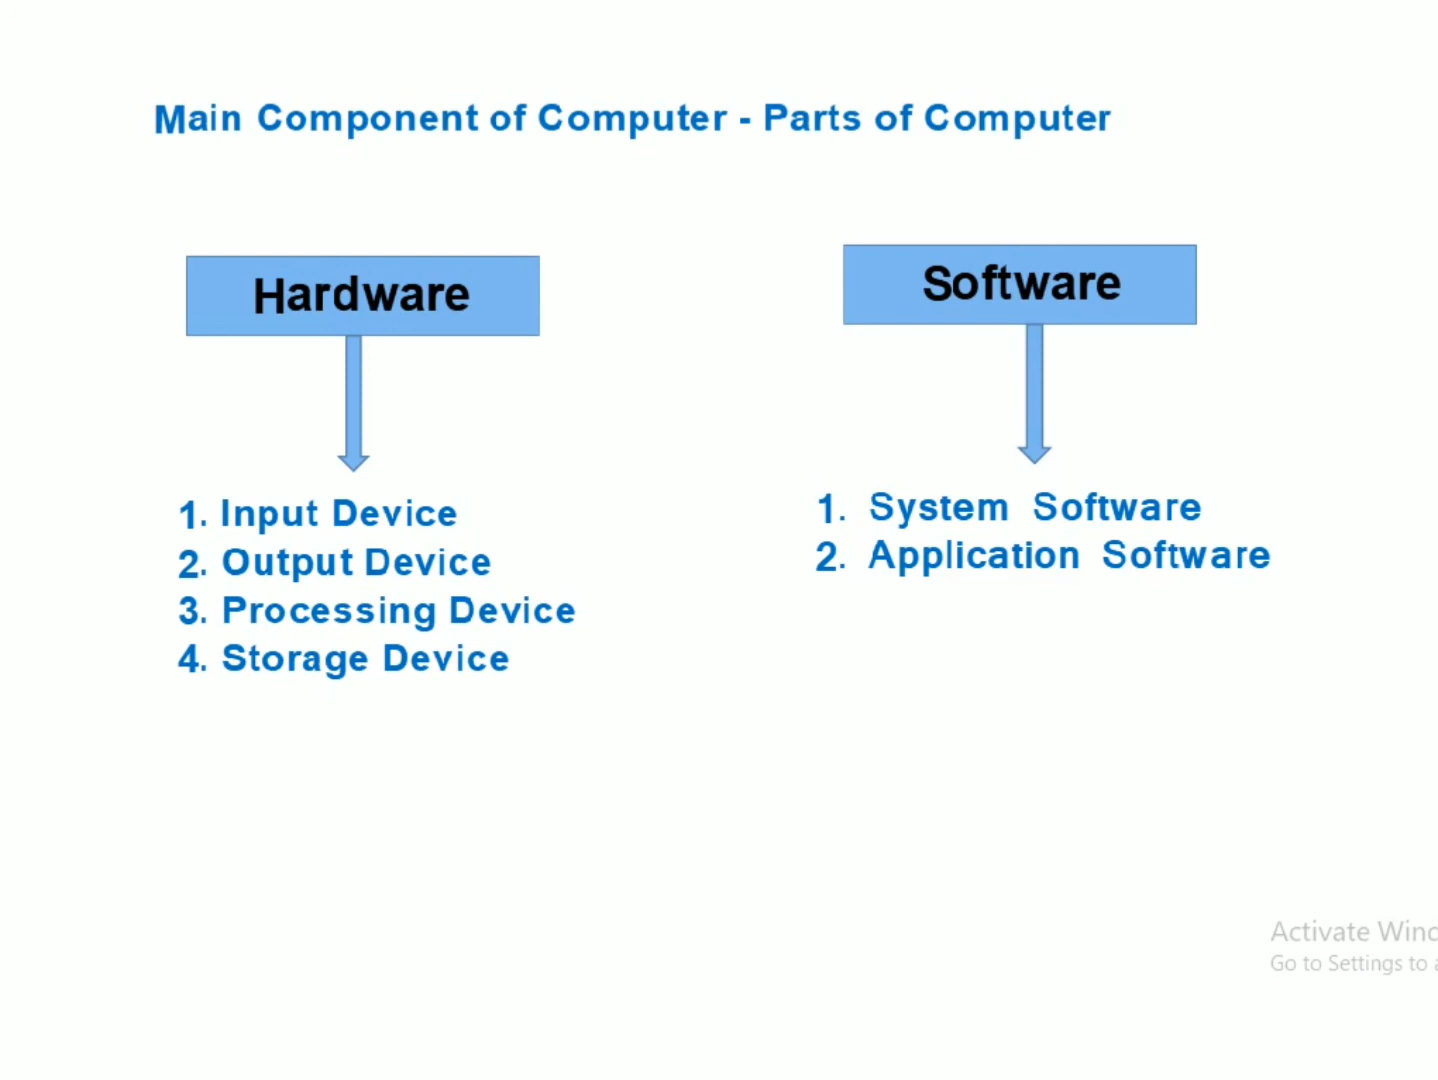 Main Component of Computer - Parts of Computer
Hardware
Software
1. Input Device
2. Output Device
3. Processing Device
4. Storage Device
1. System Software
2. Application Software
Activate
Go to Settings to